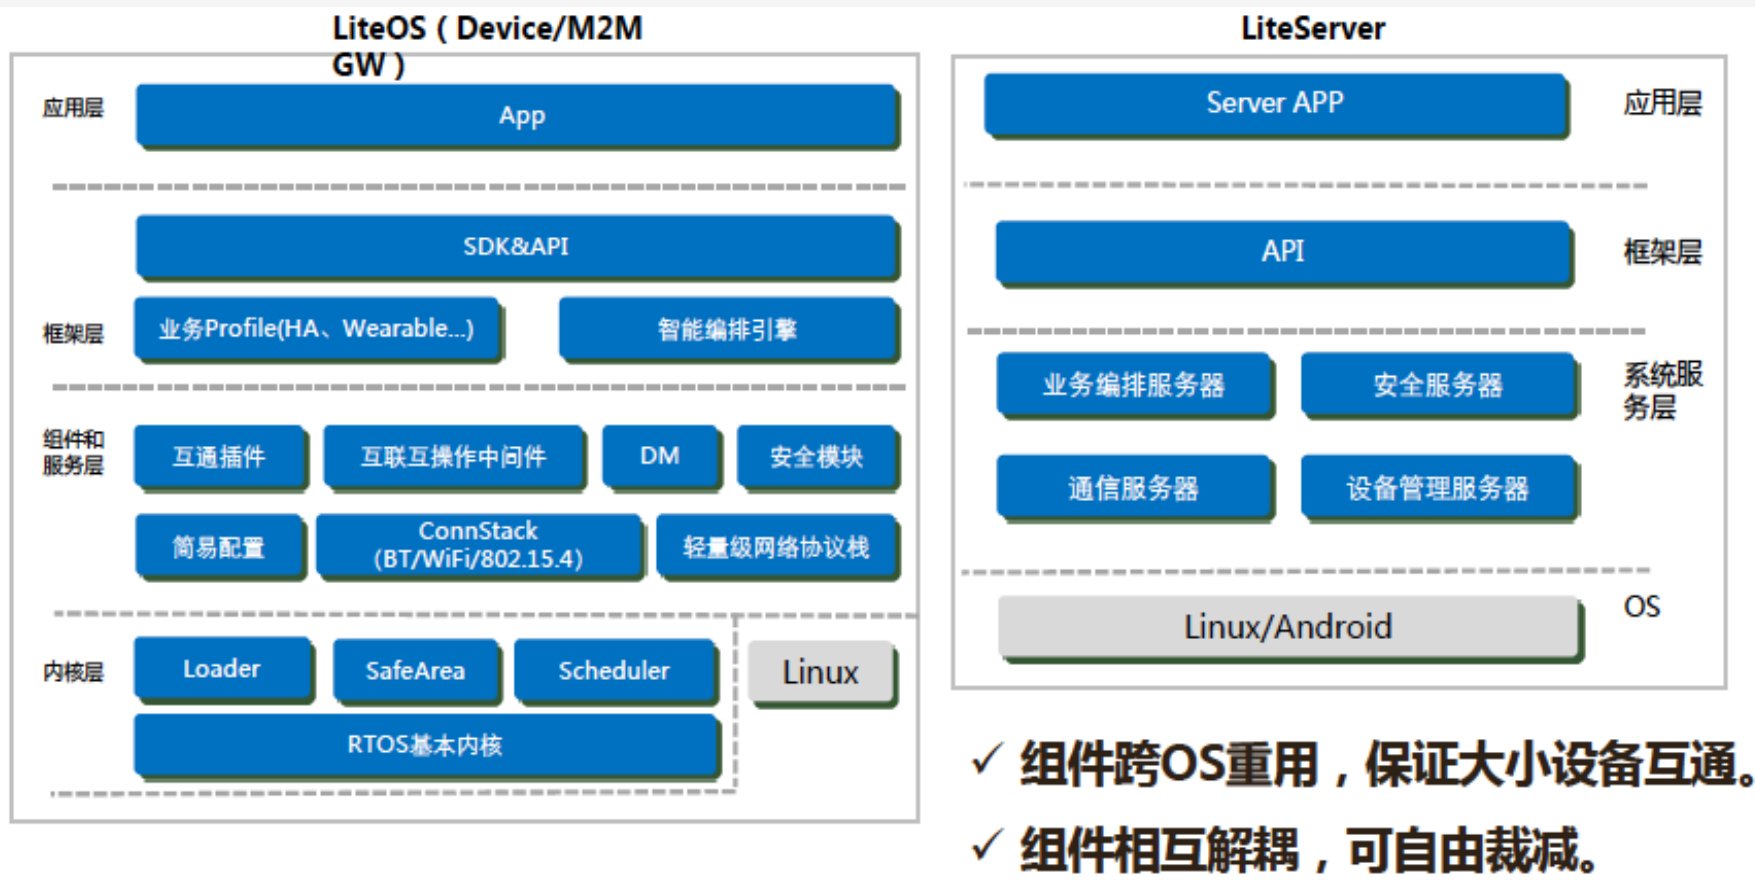 LiteOS（Device/M2M
GW）
应用层
App
SDK&API
框架层
业务Profile(HA、Wearable...)
智能编排引擎
组件和
服务层
互通插件
互联互操作中间件
DM
安全模块
简易配置
ConnStack
（BT/WiFi/802.15.4）
轻量级网络协议栈
内核层
Loader
SafeArea
Scheduler
Linux
RTOS基本内核
LiteServer
Server APP
应用层
API
框架层
业务编排服务器
安全服务器
系统服
务层
通信服务器
设备管理服务器
Linux/Android
OS
✓ 组件跨OS重用，保证大小设备互通。
✓ 组件相互解耦，可自由裁减。